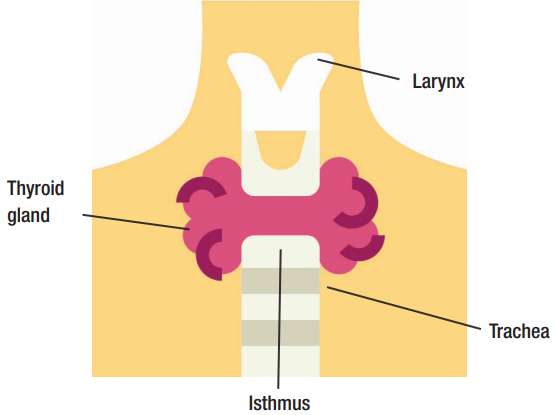 Larynx
Thyroid
gland
Trachea
Isthmus